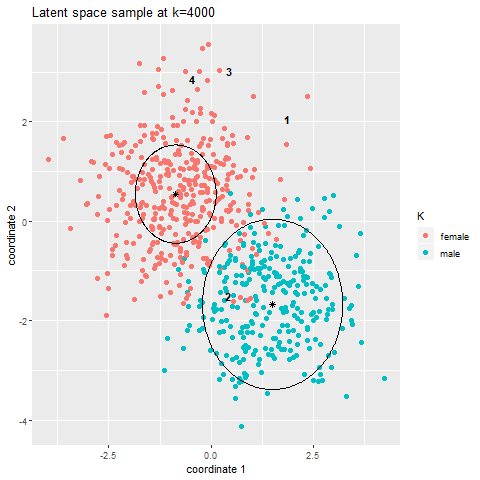 Latent space sample at k=4000
4
3
1
2
2
0
-2
-4
-2.5
0.0
2.5
coordinate 1
coordinate 2
K
female
male